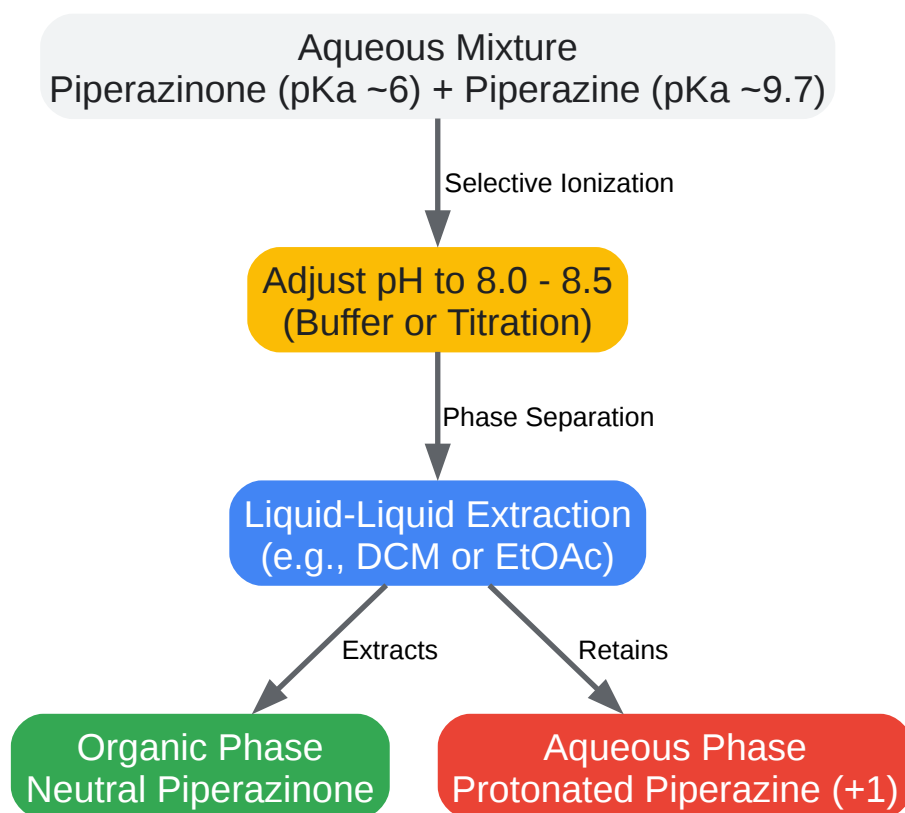 Aqueous Mixture
Piperazinone (pKa ~6) + Piperazine (pKa ~9.7)
Selective Ionization
Adjust pH to 8.0 - 8.5
(Buffer or Titration)
Phase Separation
Liquid-Liquid Extraction
(e.g., DCM or EtOAc)
Extracts
Retains
Organic Phase
Neutral Piperazinone
Aqueous Phase
Protonated Piperazine (+1)